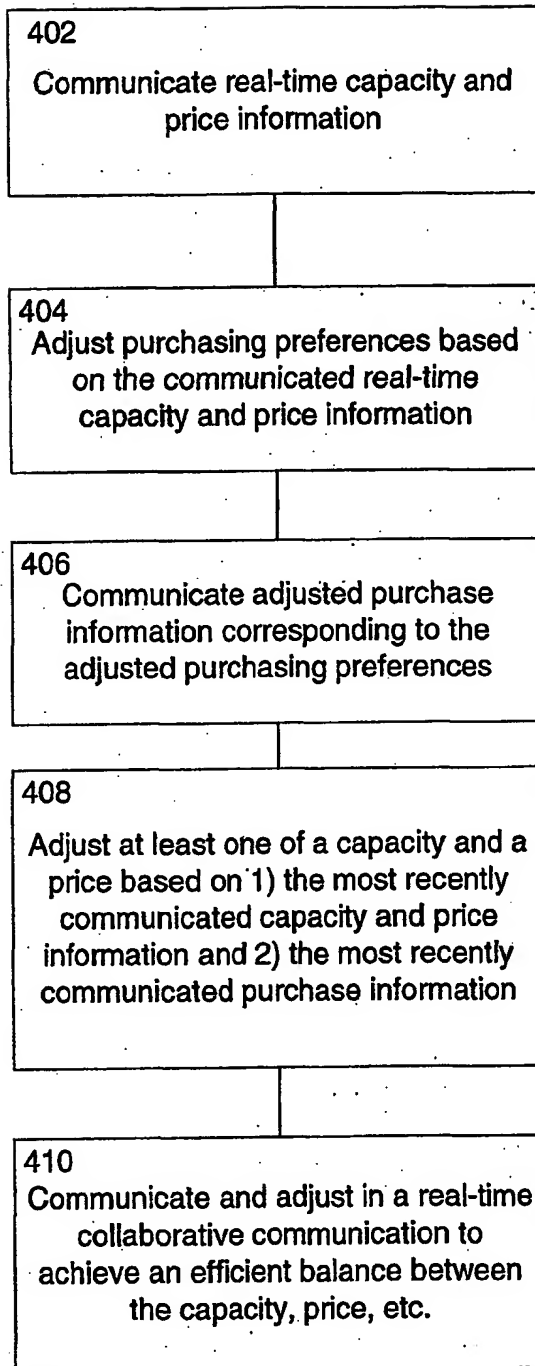 402
Communicate real-time capacity and
price information
404
Adjust purchasing preferences based
on the communicated real-time
capacity and price information
406
Communicate adjusted purchase
information corresponding to the
adjusted purchasing preferences
408
Adjust at least one of a capacity and a
price based on 1) the most recently
communicated capacity and price
information and 2) the most recently
communicated purchase information
410
Communicate and adjust in a real-time
collaborative communication to
achieve an efficient balance between
the capacity, price, etc.